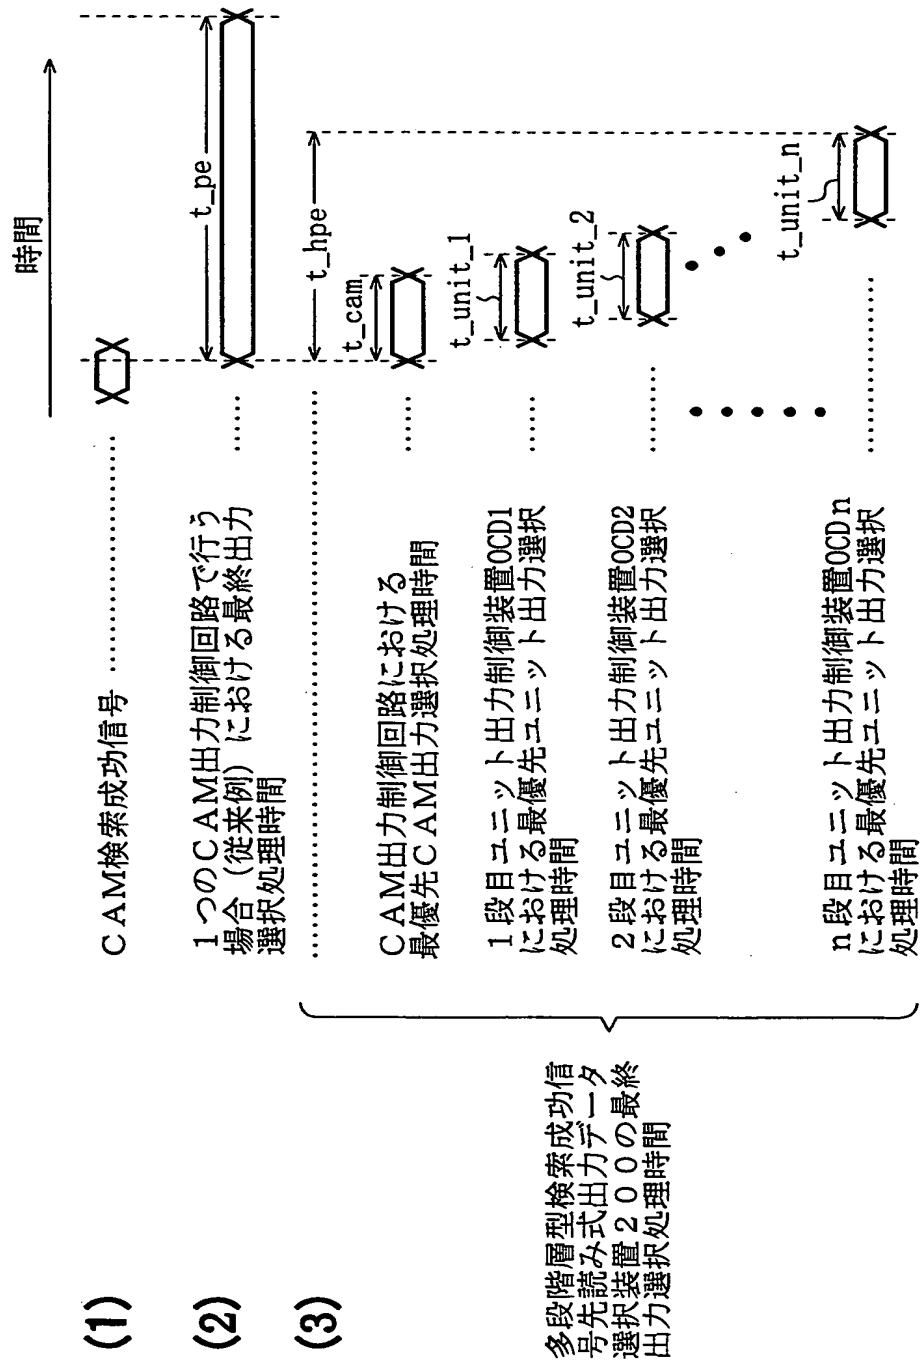 時間
(1)
CAM検索成功信号
(2)
1つのCAM出力制御回路で行う
場合(従来例)における最終出力
選択処理時間
t_pe
(3)
t_hpe
CAM出力制御回路における
最優先CAM出力選択処理時間
t_cam
1段目ユニット出力制御装置OCD1
における最優先ユニット出力選択
処理時間
t_unit_1
2段目ユニット出力制御装置OCD2
における最優先ユニット出力選択
処理時間
t_unit_2
n段目ユニット出力制御装置OCDn
における最優先ユニット出力選択
処理時間
t_unit_n
多段階層型検索成功信
号先読み式出力データ
選択装置200の最終
出力選択処理時間